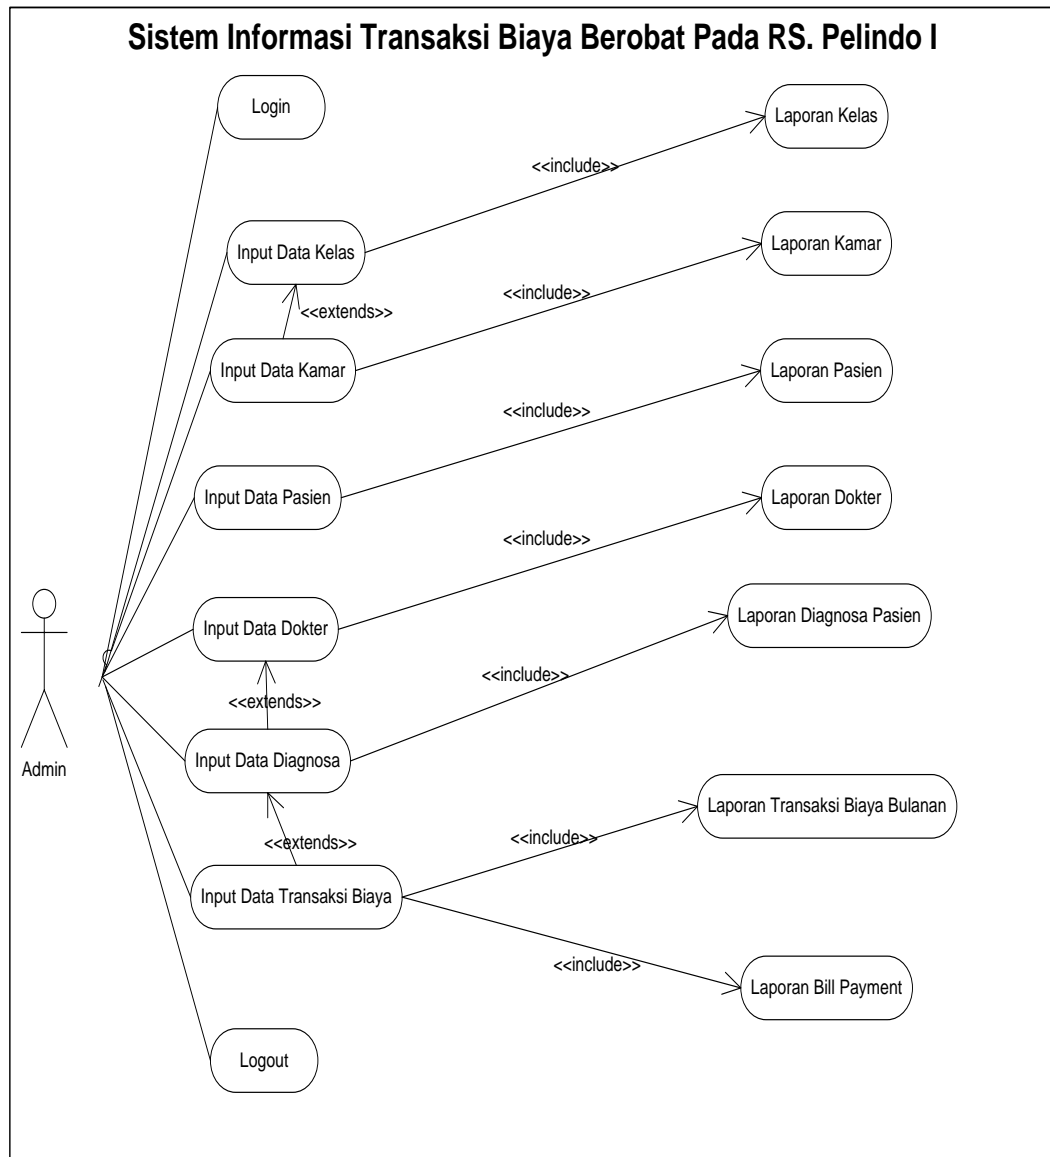 Sistem Informasi Transaksi Biaya Berobat Pada RS. Pelindo I
Login
Laporan Kelas
<<include>>
Input Data Kelas
Laporan Kamar
<<include>>
<<extends>>
Input Data Kamar
Laporan Pasien
<<include>>
Input Data Pasien
Laporan Dokter
<<include>>
Input Data Dokter
Laporan Diagnosa Pasien
<<include>>
<<extends>>
Input Data Diagnosa
Admin
Laporan Transaksi Biaya Bulanan
<<include>>
<<extends>>
Input Data Transaksi Biaya
<<include>>
Laporan Bill Payment
Logout